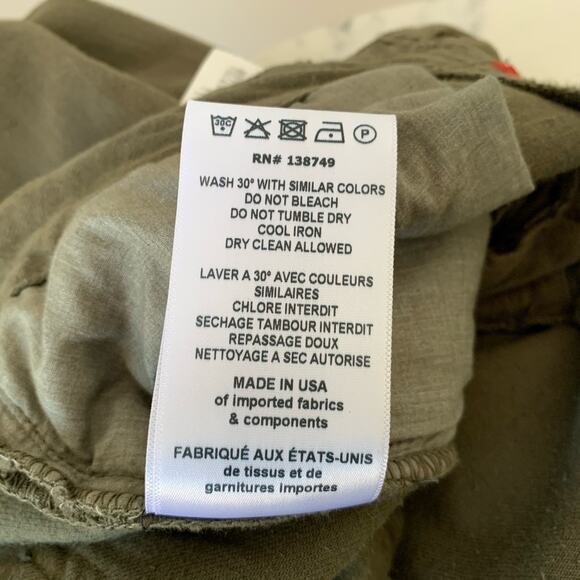 30C
P
RN# 138749
WASH 30° WITH SIMILAR COLORS
DO NOT BLEACH
DO NOT TUMBLE DRY
COOL IRON
DRY CLEAN ALLOWED
LAVER A 30° AVEC COULEURS
SIMILAIRES
CHLORE INTERDIT
SECHAGE TAMBOUR INTERDIT
REPASSAGE DOUX
NETTOYAGE A SEC AUTORISE
MADE IN USA
of imported fabrics
& components
FABRIQUÉ AUX ÉTATS-UNIS
de tissus et de
garnitures importes